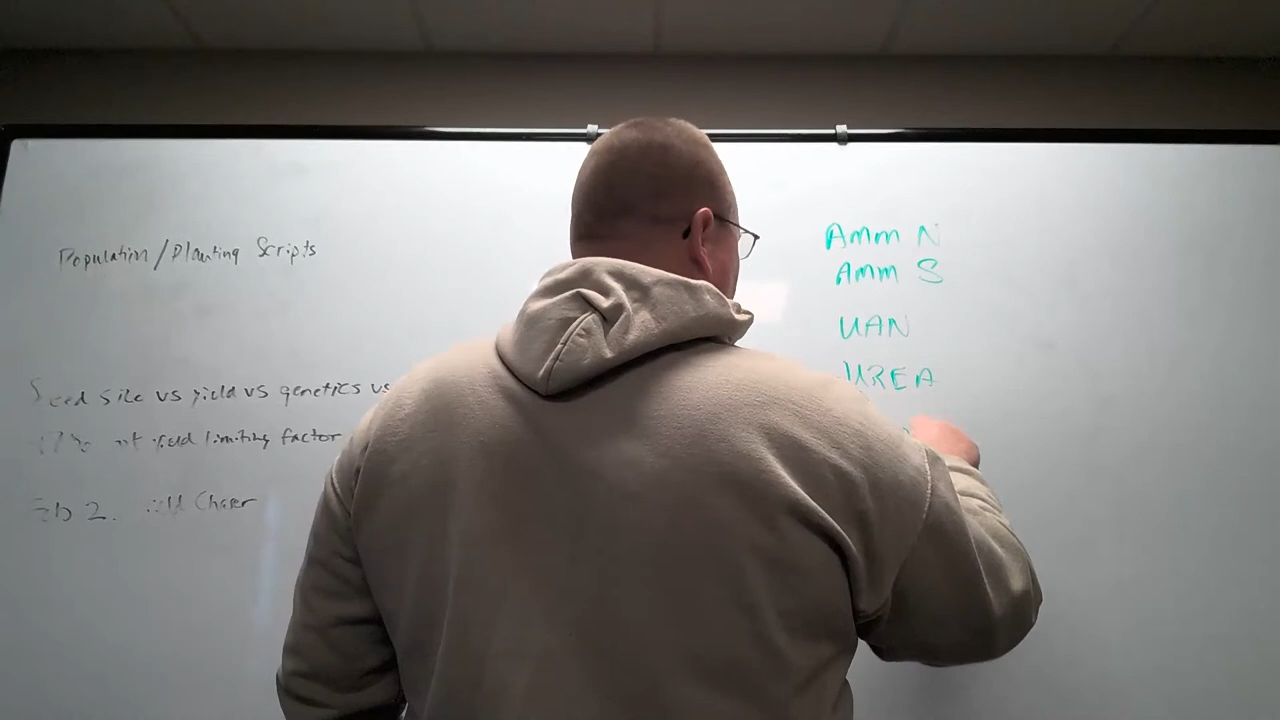 Population/Planting Scripts
Seed size vs yield vs genetics vs
yield limiting factor
Feb 2. Chaser
Amm N
Amm S
UAN
UREA